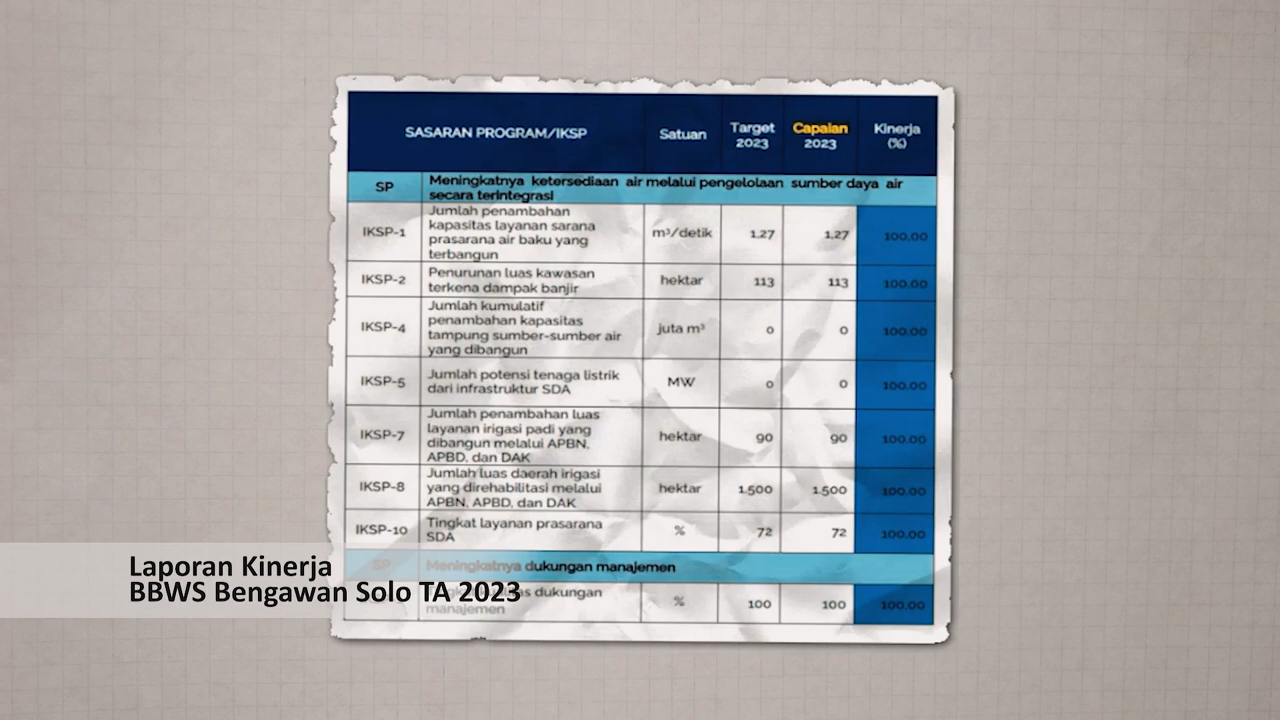 SASARAN PROGRAM/IKSP Satuan Target 2023 Capaian 2023 Kinerja (%)
SP Meningkatnya ketersediaan air melalui pengelolaan sumber daya air
secara terintegrasi
IKSP-1 Jumlah penambahan
kapasitas layanan sarana
prasarana air baku yang
terbangun m³/detik 1,27 1,27 100,00
IKSP-2 Penurunan luas kawasan
terkena dampak banjir hektar 113 113 100,00
IKSP-4 Jumlah kumulatif
penambahan kapasitas
tampung sumber-sumber air
yang dibangun juta m³ 0 0 100,00
IKSP-5 Jumlah potensi tenaga listrik
dari infrastruktur SDA MW 0 0 100,00
IKSP-7 Jumlah penambahan luas
layanan irigasi padi yang
dibangun melalui APBN,
APBD, dan DAK hektar 90 90 100,00
IKSP-8 Jumlah luas daerah irigasi
yang direhabilitasi melalui
APBN, APBD, dan DAK hektar 1.500 1.500 100,00
IKSP-10 Tingkat layanan prasarana
SDA % 72 72 100,00
SP Meningkatnya dukungan manajemen
dukungan
manajemen % 100 100 100,00
Laporan Kinerja
BBWS Bengawan Solo TA 2023